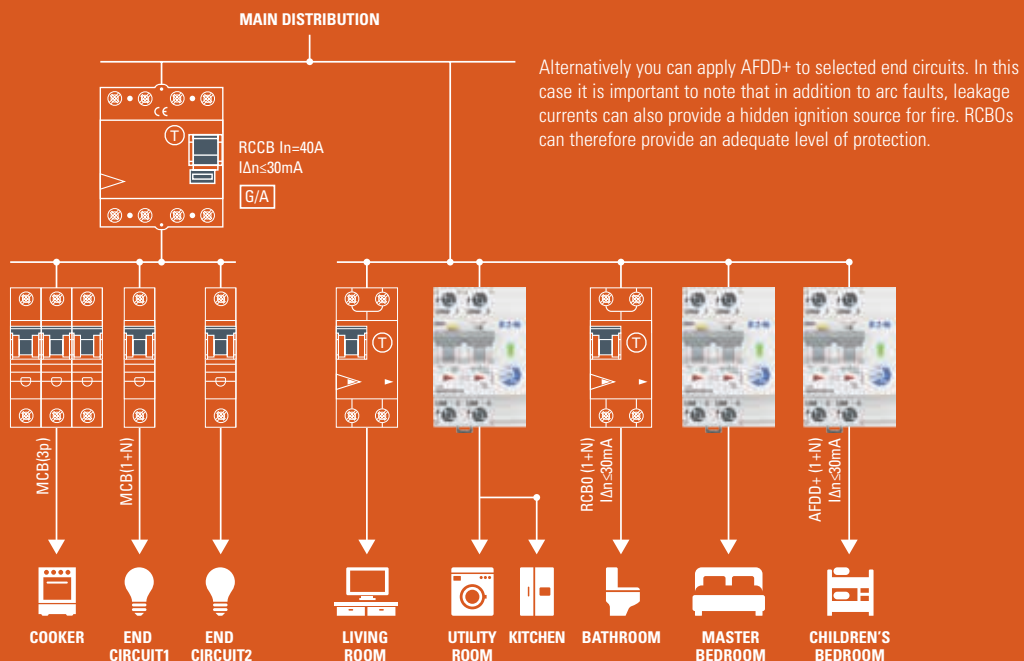 MAIN DISTRIBUTION
Alternatively you can apply AFDD+ to selected end circuits. In this
case it is important to note that in addition to arc faults, leakage
currents can also provide a hidden ignition source for fire. RCBOs
can therefore provide an adequate level of protection.
CE
T
RCCB In=40A
I∆n≤30mA
G/A
T
T
MCB(3p)
MCB(1+N)
RCBO (1+N)
I∆n≤30mA
AFDD+ (1+N)
I∆n≤30mA
COOKER
END
CIRCUIT1
END
CIRCUIT2
LIVING
ROOM
UTILITY
ROOM
KITCHEN
BATHROOM
MASTER
BEDROOM
CHILDREN'S
BEDROOM